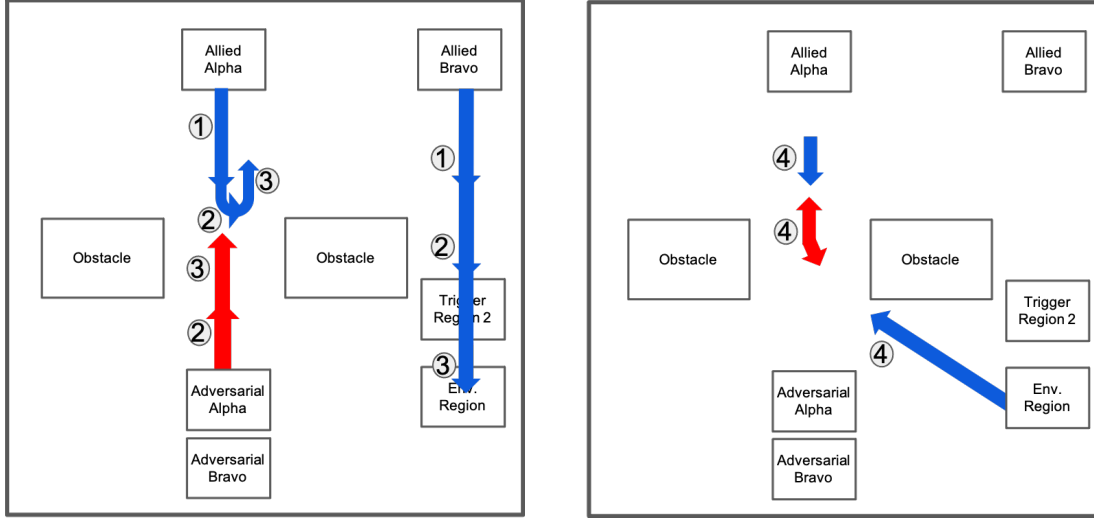 Allied
Alpha
Allied
Bravo
1
1
3
2
2
3
2
3
Obstacle
Obstacle
Trigger
Region 2
Env.
Region
Adversarial
Alpha
Adversarial
Bravo
Allied
Alpha
Allied
Bravo
4
4
4
Obstacle
Obstacle
Trigger
Region 2
Env.
Region
Adversarial
Alpha
Adversarial
Bravo